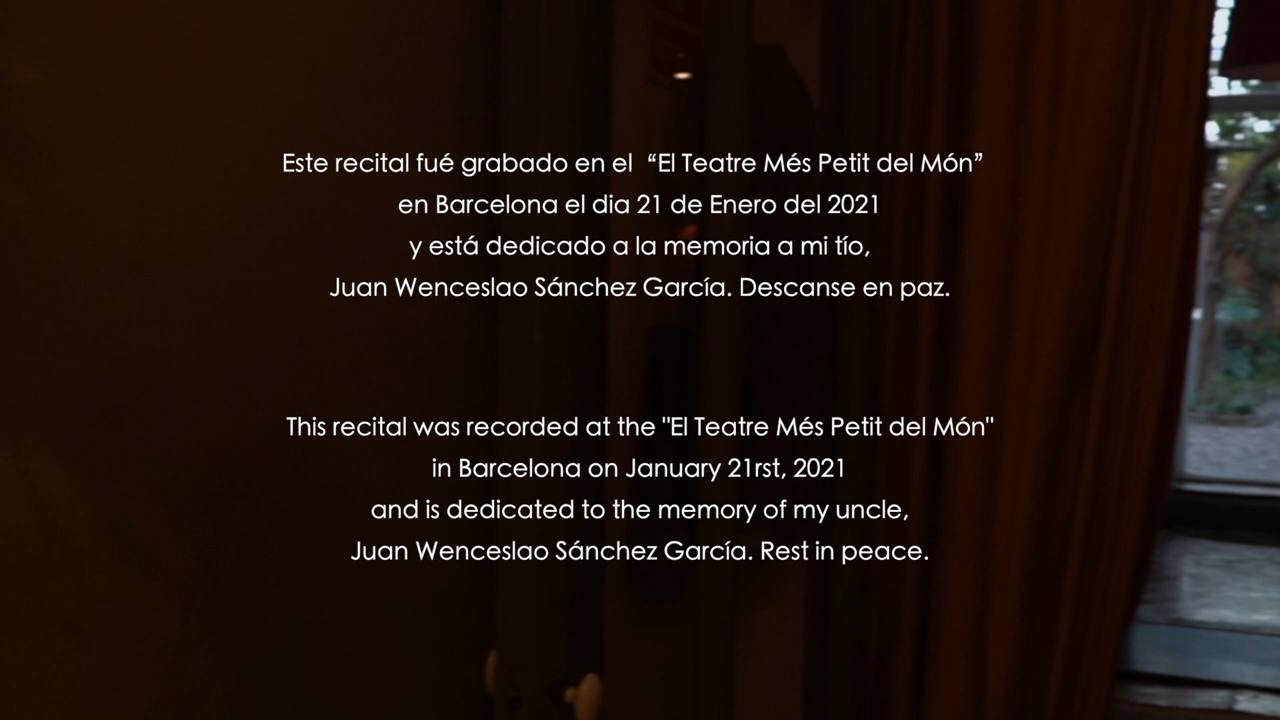 Este recital fué grabado en el “El Teatre Més Petit del Món”
en Barcelona el dia 21 de Enero del 2021
y está dedicado a la memoria a mi tío,
Juan Wenceslao Sánchez García. Descanse en paz.
This recital was recorded at the "El Teatre Més Petit del Món"
in Barcelona on January 21rst, 2021
and is dedicated to the memory of my uncle,
Juan Wenceslao Sánchez García. Rest in peace.